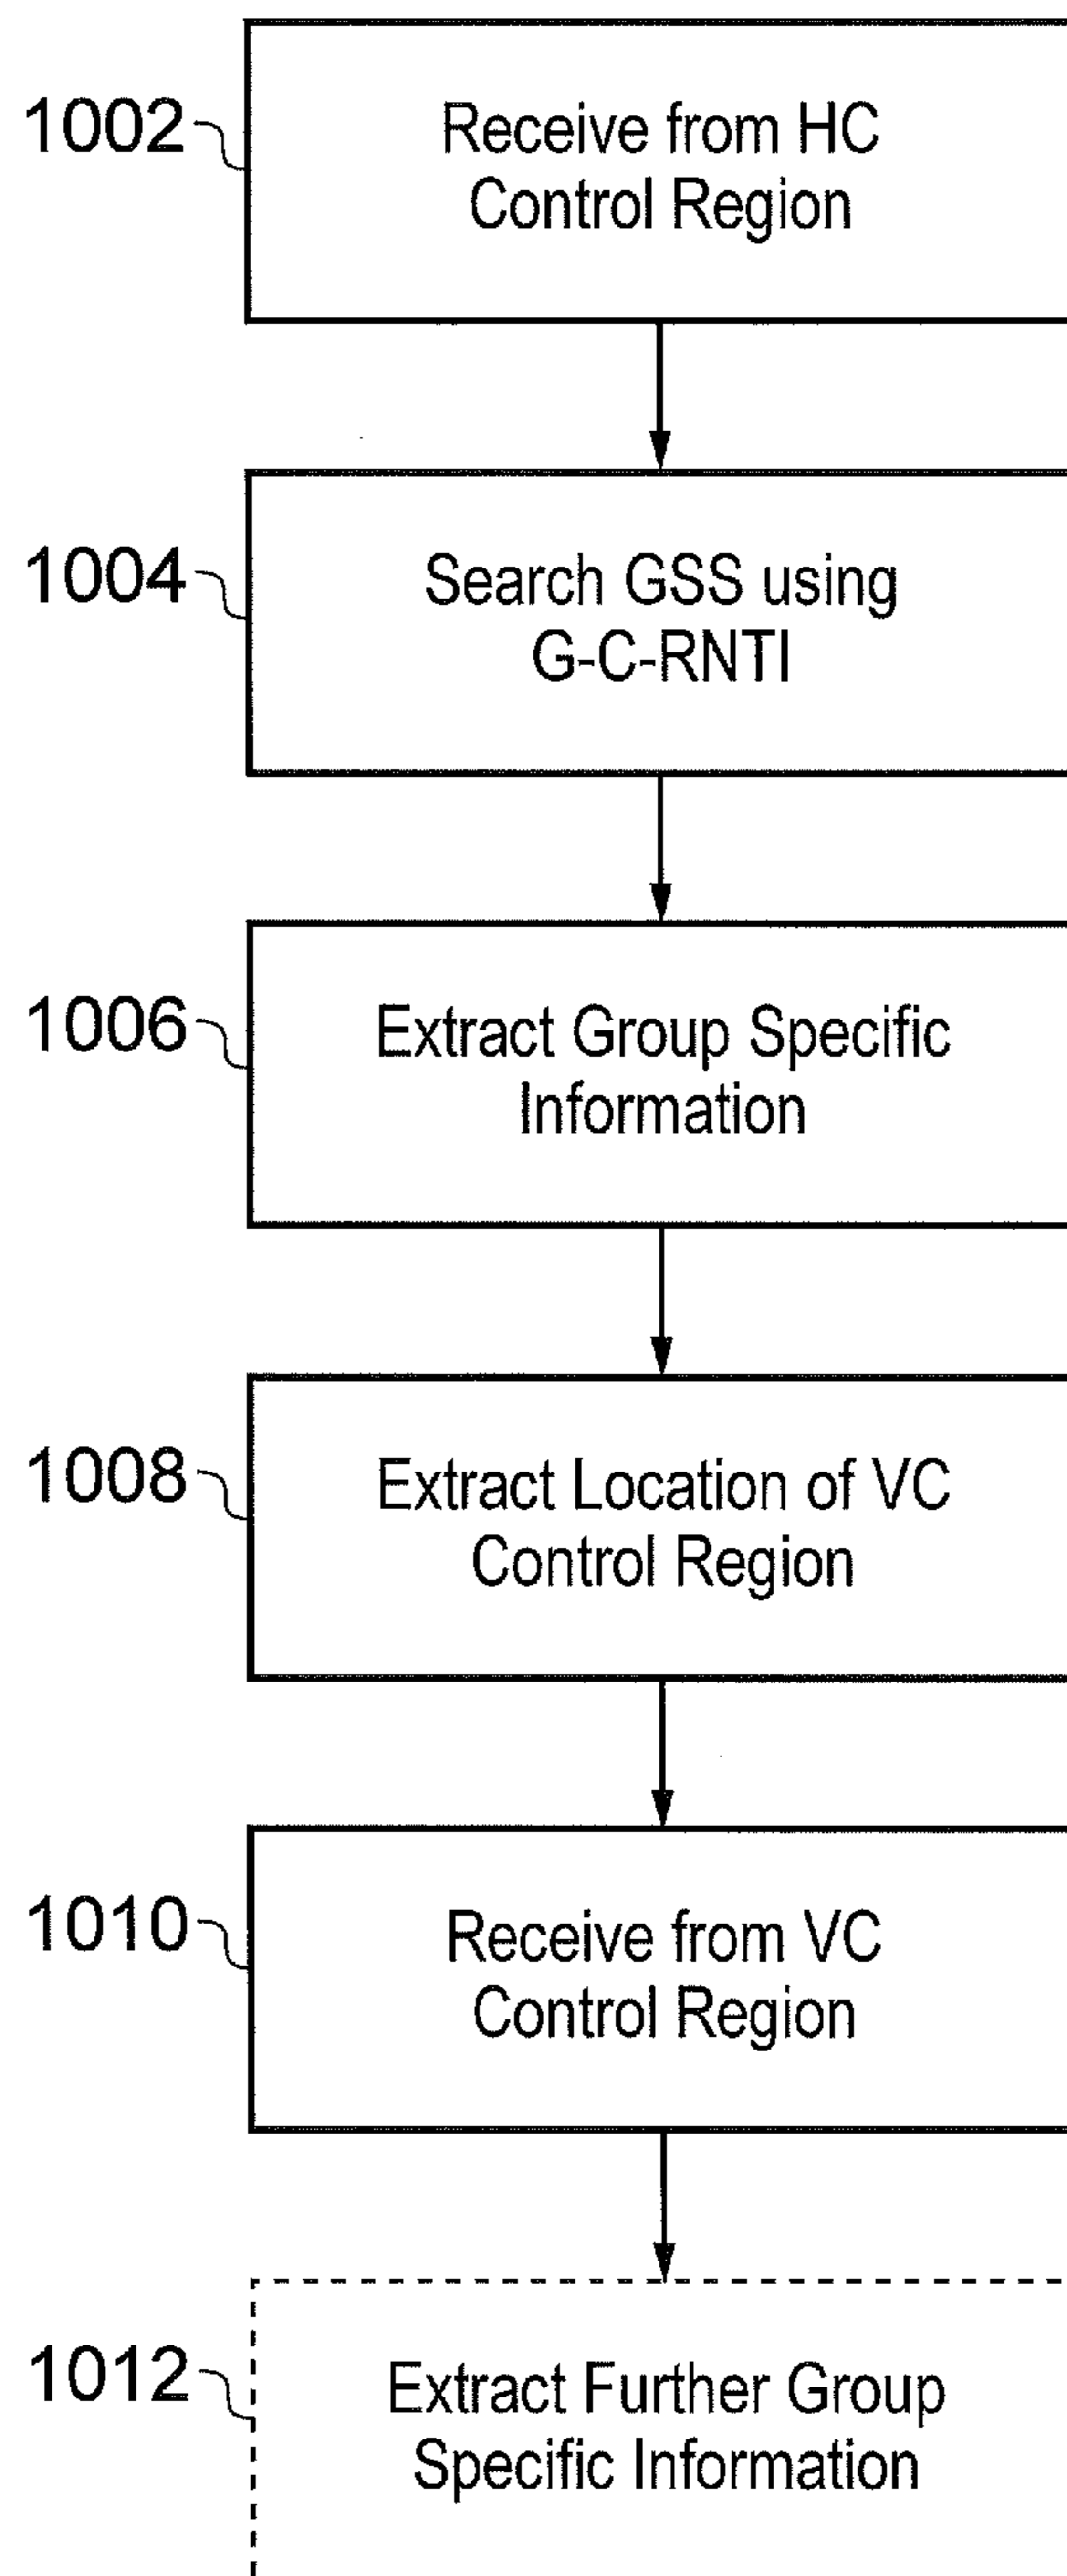 1002
Receive from HC
Control Region
1004
Search GSS using
G-C-RNTI
1006
Extract Group Specific
Information
1008
Extract Location of VC
Control Region
1010
Receive from VC
Control Region
1012
Extract Further Group
Specific Information